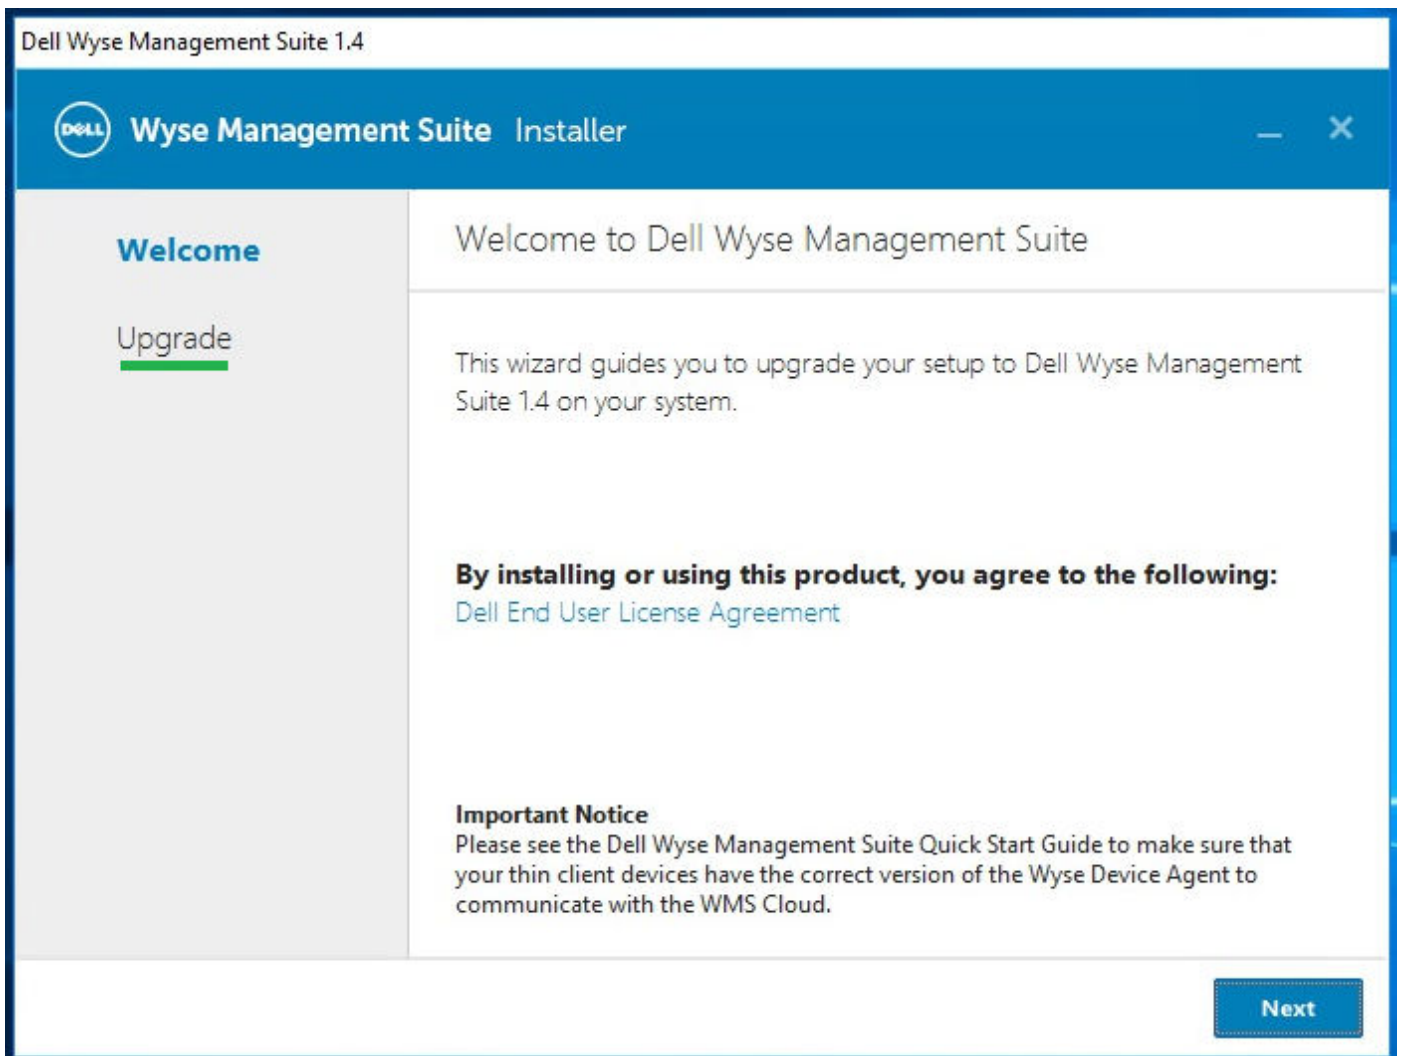 Dell Wyse Management Suite 1.4
DELL Wyse Management Suite Installer
Welcome
Upgrade
Welcome to Dell Wyse Management Suite
This wizard guides you to upgrade your setup to Dell Wyse Management
Suite 1.4 on your system.
By installing or using this product, you agree to the following:
Dell End User License Agreement
Important Notice
Please see the Dell Wyse Management Suite Quick Start Guide to make sure that
your thin client devices have the correct version of the Wyse Device Agent to
communicate with the WMS Cloud.
Next